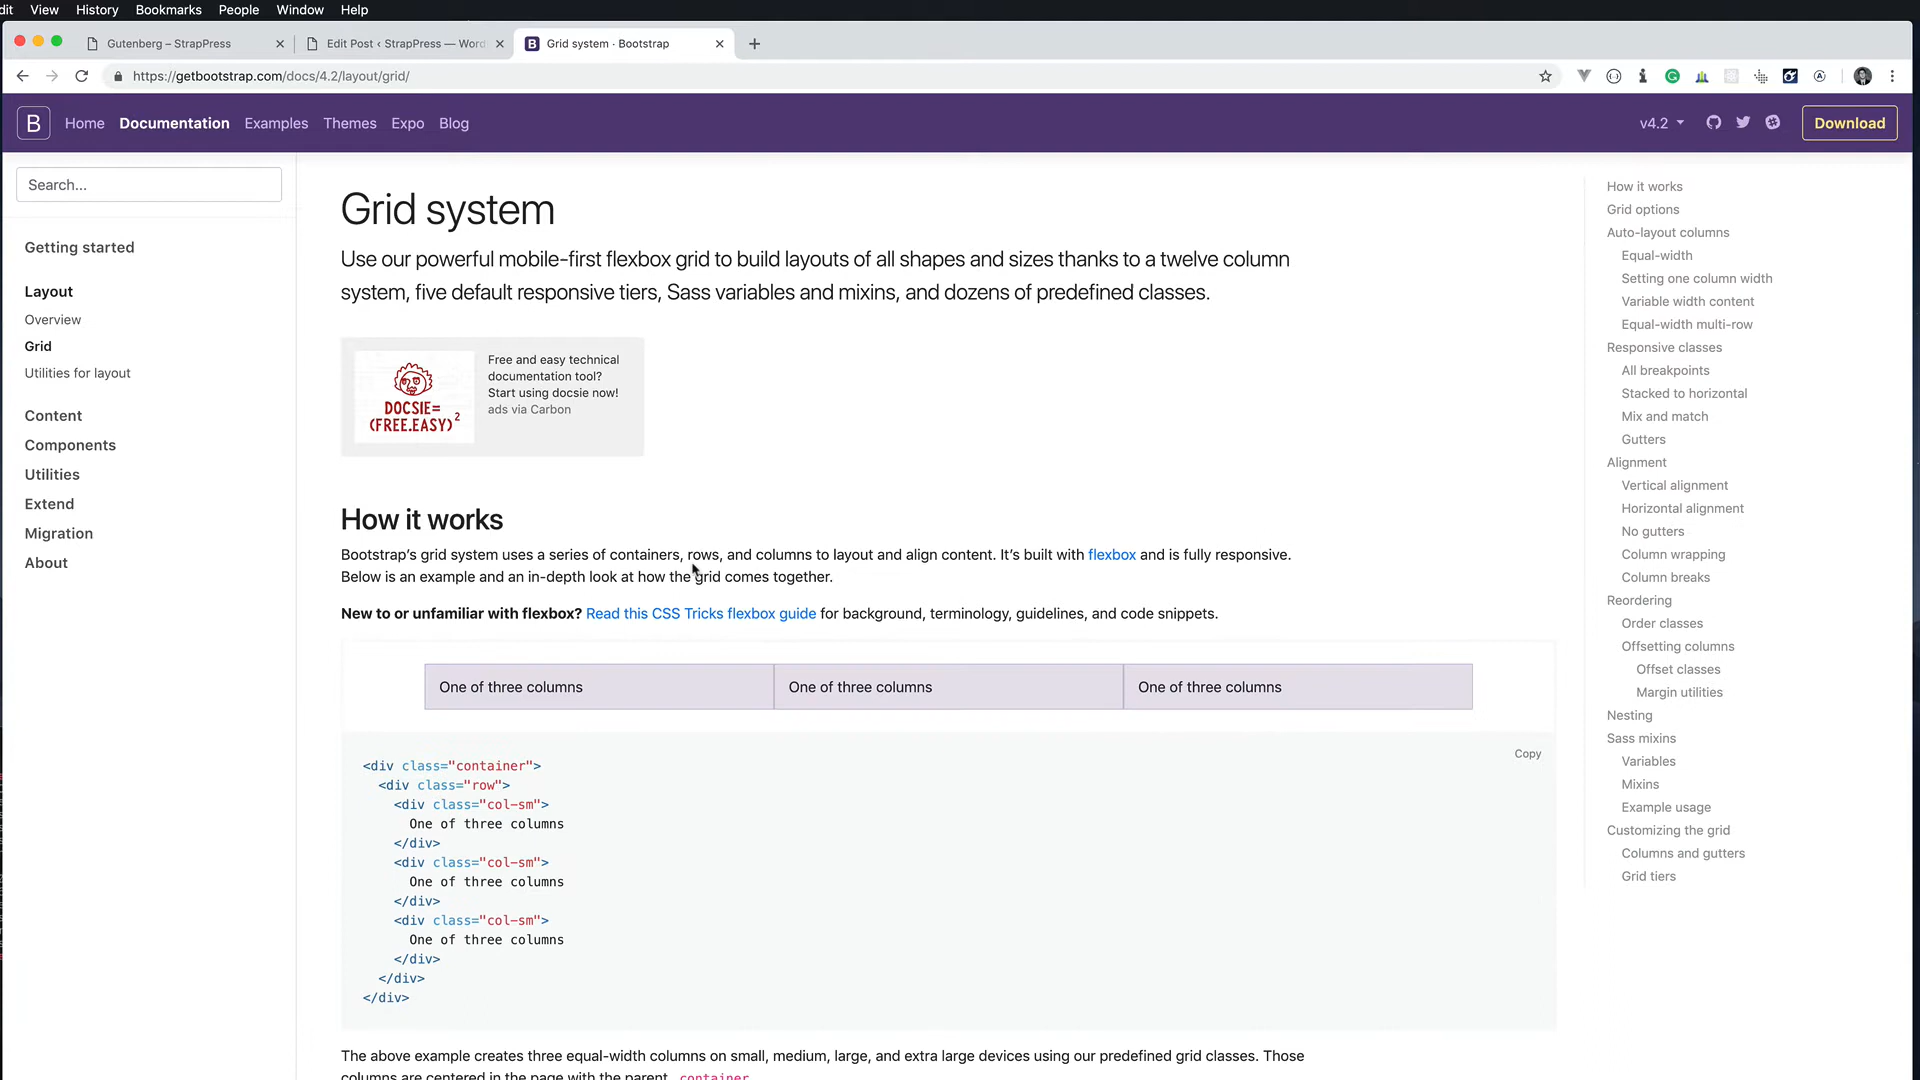 dit View History Bookmarks People Window Help
Gutenberg – StrapPress
Edit Post ‹ StrapPress — Word
Grid system · Bootstrap
https://getbootstrap.com/docs/4.2/layout/grid/
B Home Documentation Examples Themes Expo Blog
v4.2
Download
Search...
Getting started
Layout
Overview
Grid
Utilities for layout
Content
Components
Utilities
Extend
Migration
About
Grid system
Use our powerful mobile-first flexbox grid to build layouts of all shapes and sizes thanks to a twelve column
system, five default responsive tiers, Sass variables and mixins, and dozens of predefined classes.
DOCSIE=
(FREE.EASY)²
Free and easy technical
documentation tool?
Start using docsie now!
ads via Carbon
How it works
Bootstrap’s grid system uses a series of containers, rows, and columns to layout and align content. It’s built with flexbox and is fully responsive.
Below is an example and an in-depth look at how the grid comes together.
New to or unfamiliar with flexbox? Read this CSS Tricks flexbox guide for background, terminology, guidelines, and code snippets.
One of three columns One of three columns One of three columns
Copy
<div class="container">
<div class="row">
<div class="col-sm">
One of three columns
</div>
<div class="col-sm">
One of three columns
</div>
<div class="col-sm">
One of three columns
</div>
</div>
</div>
The above example creates three equal-width columns on small, medium, large, and extra large devices using our predefined grid classes. Those
columns are centered in the page with the parent .container
How it works
Grid options
Auto-layout columns
Equal-width
Setting one column width
Variable width content
Equal-width multi-row
Responsive classes
All breakpoints
Stacked to horizontal
Mix and match
Gutters
Alignment
Vertical alignment
Horizontal alignment
No gutters
Column wrapping
Column breaks
Reordering
Order classes
Offsetting columns
Offset classes
Margin utilities
Nesting
Sass mixins
Variables
Mixins
Example usage
Customizing the grid
Columns and gutters
Grid tiers